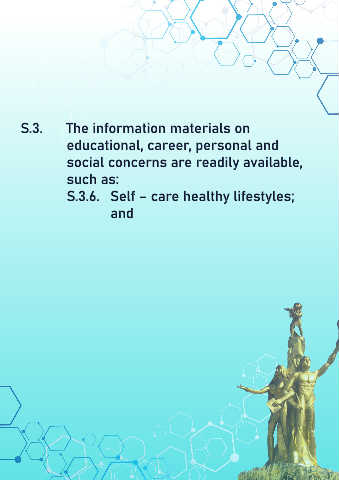 S.3. The information materials on
educational, career, personal and
social concerns are readily available,
such as:
S.3.6. Self – care healthy lifestyles;
and